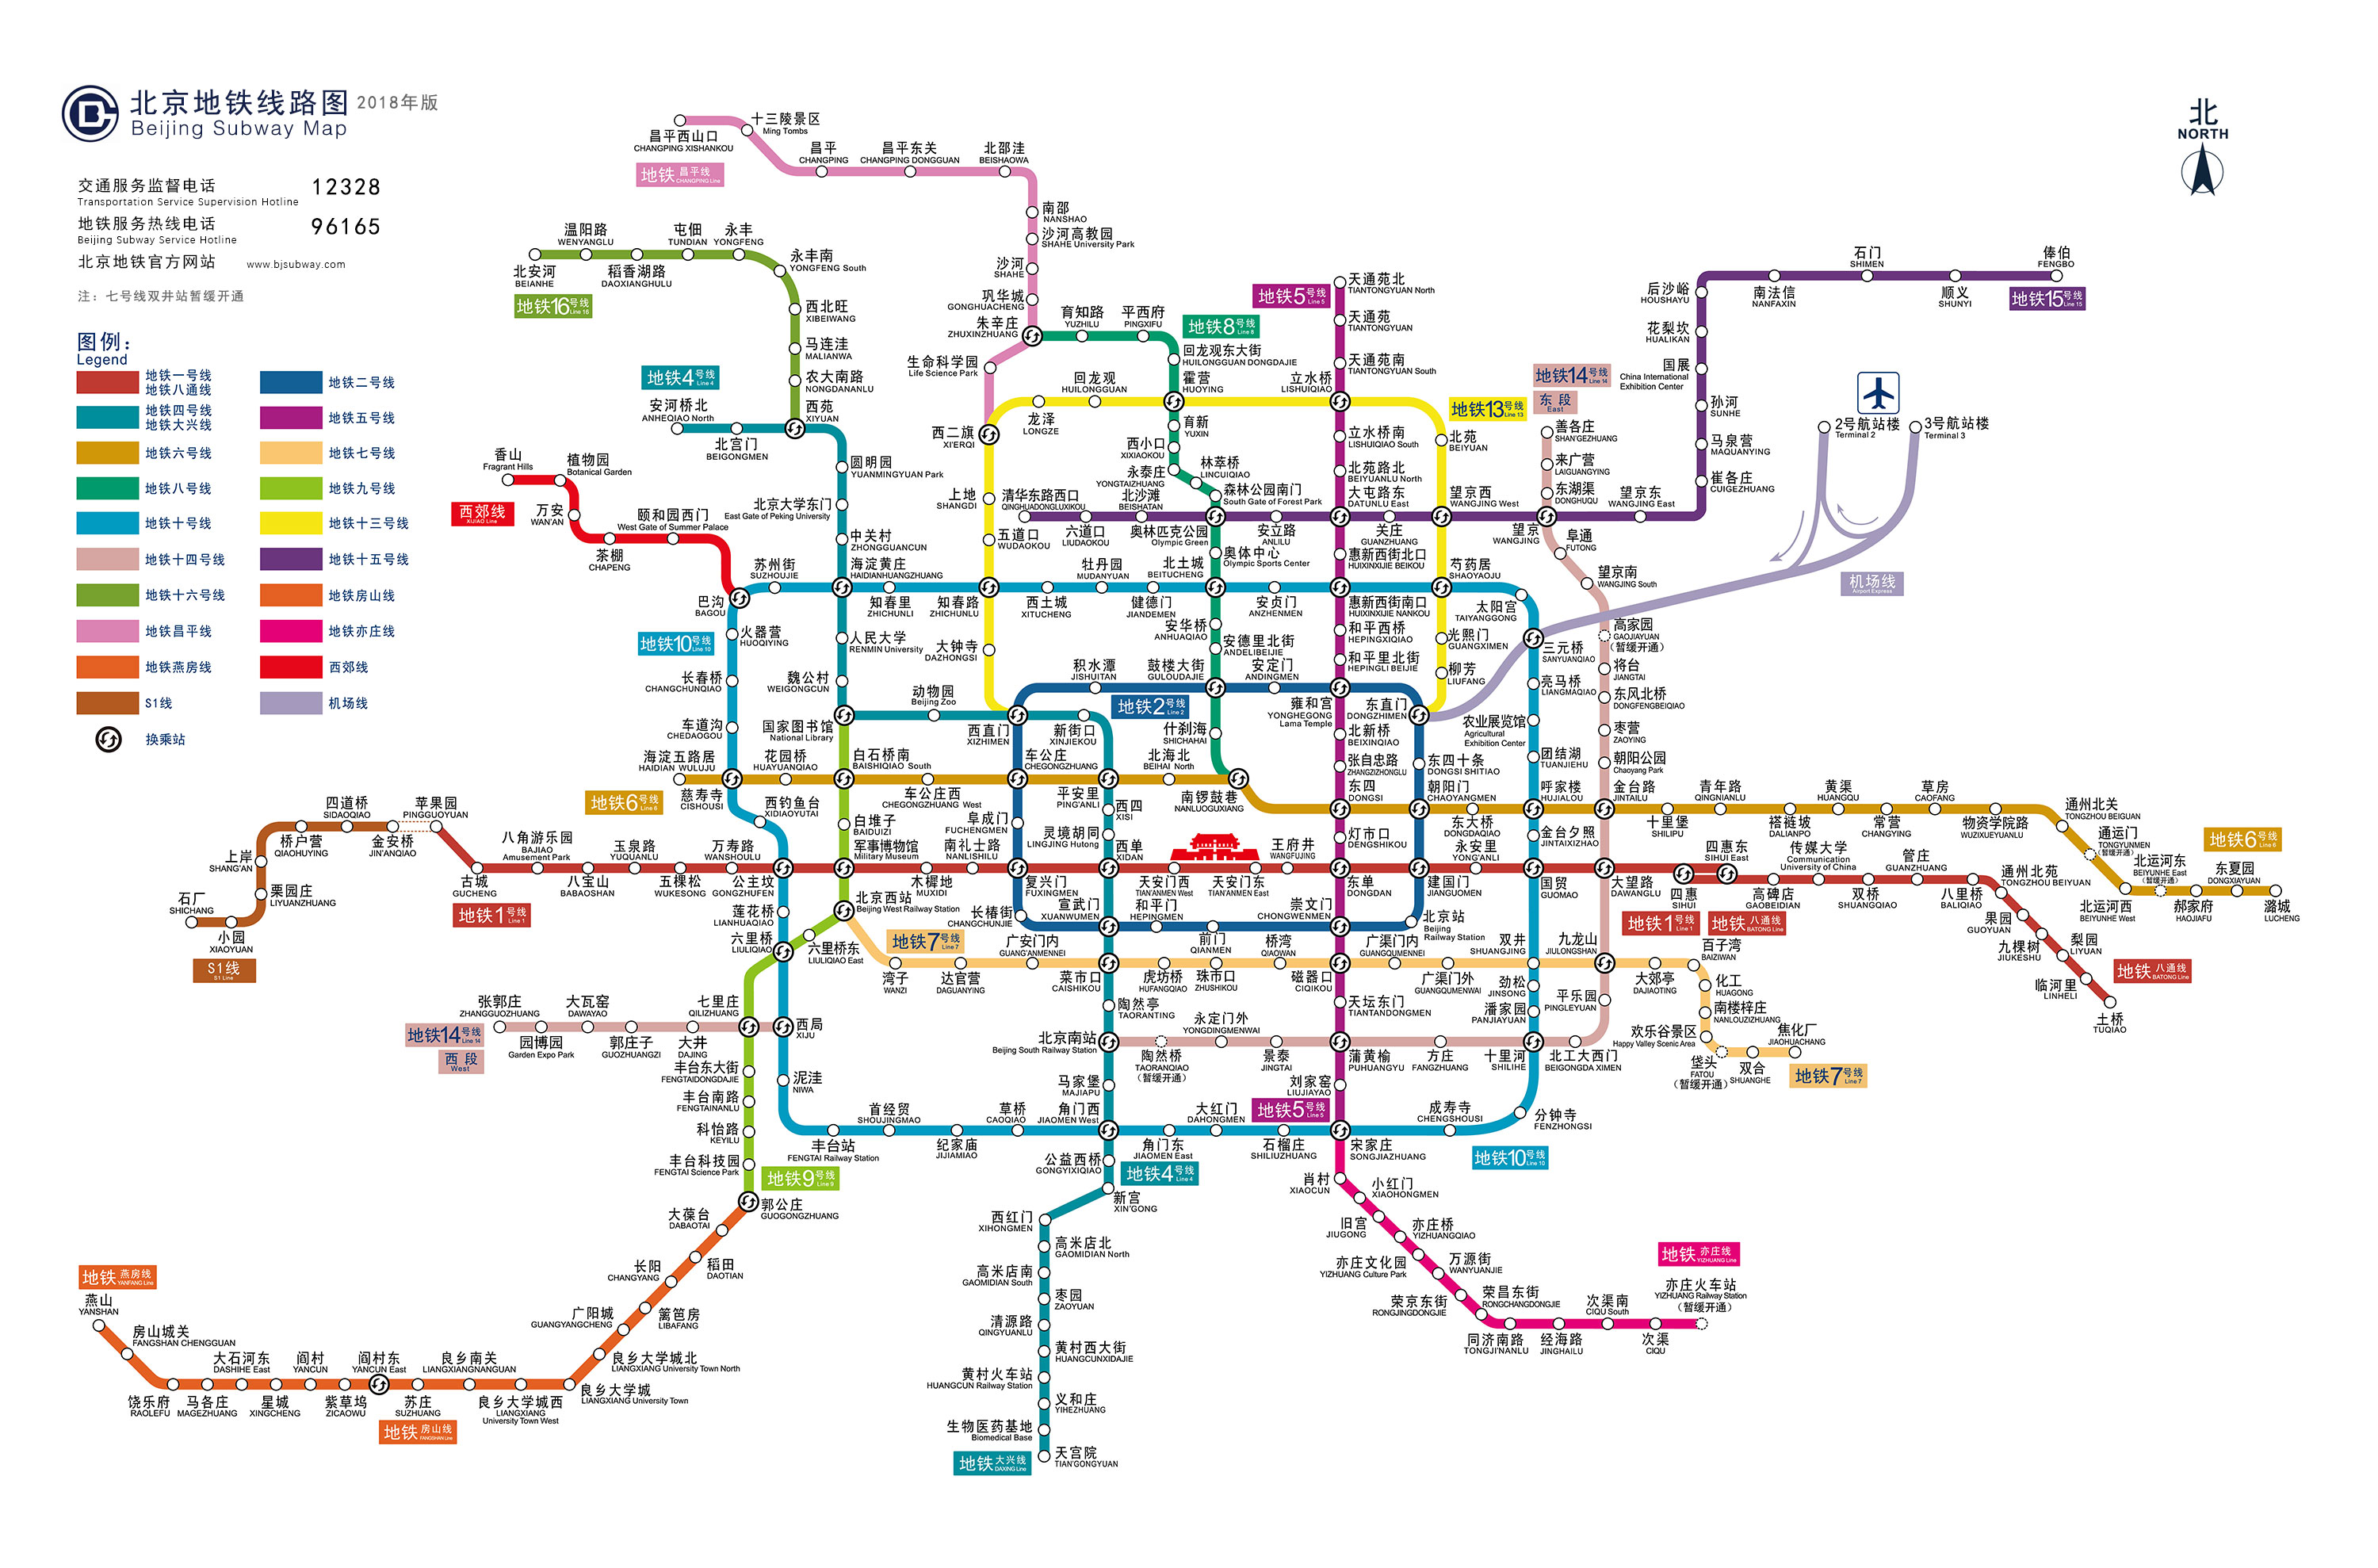 北京地铁线路图 2018年版
Beijing Subway Map
交通服务监督电话 12328
Transportation Service Supervision Hotline
地铁服务热线电话 96165
Beijing Subway Service Hotline
北京地铁官方网站 www.bjsubway.com
注：七号线双井站暂缓开通
图例：
Legend
地铁一号线
地铁八通线
地铁二号线
地铁四号线
地铁大兴线
地铁五号线
地铁六号线
地铁七号线
地铁八号线
地铁九号线
地铁十号线
地铁十三号线
地铁十四号线
地铁十五号线
地铁十六号线
地铁房山线
地铁昌平线
地铁亦庄线
地铁燕房线
西郊线
S1线
机场线
换乘站
北
NORTH
昌平西山口
CHANGPING XISHANKOU
十三陵景区
Ming Tombs
地铁 昌平线
CHANGPING Line
昌平
CHANGPING
昌平东关
CHANGPING DONGGUAN
北邵洼
BEISHAOWA
南邵
NANSHAO
沙河高教园
SHAHE University Park
沙河
SHAHE
巩华城
GONGHUACHENG
朱辛庄
ZHUXINZHUANG
生命科学园
Life Science Park
西二旗
XI'ERQI
育知路
YUZHILU
平西府
PINGXIFU
地铁8号线
Line 8
回龙观东大街
HUILONGGUAN DONGDAJIE
霍营
HUOYING
育新
YUXIN
西小口
XIXIAOKOU
永泰庄
YONGTAIZHUANG
林萃桥
LINCUIQIAO
森林公园南门
South Gate of Forest Park
奥林匹克公园
Olympic Green
奥体中心
Olympic Sports Center
北土城
BEITUCHENG
安华桥
ANHUAQIAO
安德里北街
ANDELIBEIJIE
鼓楼大街
GULOUDAJIE
什刹海
SHICHAHAI
南锣鼓巷
NANLUOGUXIANG
北安河
BEIANHE
温阳路
WENYANGLU
稻香湖路
DAOXIANGHULU
屯佃
TUNDIAN
永丰
YONGFENG
永丰南
YONGFENG South
西北旺
XIBEIWANG
马连洼
MALIANWA
农大南路
NONGDANANLU
西苑
XIYUAN
地铁16号线
Line 16
地铁4号线
Line 4
安河桥北
ANHEQIAO North
北宫门
BEIGONGMEN
圆明园
YUANMINGYUAN Park
北京大学东门
East Gate of Peking University
中关村
ZHONGGUANCUN
海淀黄庄
HAIDIANHUANGZHUANG
人民大学
RENMIN University
魏公村
WEIGONGCUN
国家图书馆
National Library
动物园
Beijing Zoo
西直门
XIZHIMEN
新街口
XINJIEKOU
平安里
PING'ANLI
西四
XISI
灵境胡同
LINGJING Hutong
西单
XIDAN
宣武门
XUANWUMEN
菜市口
CAISHIKOU
陶然亭
TAORANTING
北京南站
Beijing South Railway Station
马家堡
MAJIAPU
角门西
JIAOMEN West
公益西桥
GONGYIXIQIAO
地铁4号线
Line 4
新宫
XIN'GONG
西红门
XIHONGMEN
高米店北
GAOMIDIAN North
高米店南
GAOMIDIAN South
枣园
ZAOYUAN
清源路
QINGYUANLU
黄村西大街
HUANGCUNXIDAJIE
黄村火车站
HUANGCUN Railway Station
义和庄
YIHEZHUANG
生物医药基地
Biomedical Base
天宫院
TIAN'GONGYUAN
地铁 大兴线
DAXING Line
香山
Fragrant Hills
植物园
Botanical Garden
万安
WAN'AN
茶棚
CHAPENG
颐和园西门
West Gate of Summer Palace
巴沟
BAGOU
西郊线
XIJIAO Line
地铁13号线
Line 13
大钟寺
DAZHONGSI
知春路
ZHICHUNLU
五道口
WUDAOKOU
上地
SHANGDI
龙泽
LONGZE
回龙观
HUILONGGUAN
立水桥
LISHUIQIAO
北苑
BEIYUAN
望京西
WANGJING West
芍药居
SHAOYAOJU
光熙门
GUANGXIMEN
柳芳
LIUFANG
东直门
DONGZHIMEN
地铁5号线
Line 5
天通苑北
TIANTONGYUAN North
天通苑
TIANTONGYUAN
天通苑南
TIANTONGYUAN South
立水桥南
LISHUIQIAO South
北苑路北
BEIYUANLU North
大屯路东
DATUNLU East
惠新西街北口
HUIXINXIJIE BEIKOU
惠新西街南口
HUIXINXIJIE NANKOU
和平西桥
HEPINGXIQIAO
和平里北街
HEPINGLI BEIJIE
雍和宫
YONGHEGONG
Lama Temple
北新桥
BEIXINQIAO
张自忠路
ZHANGZIZHONGLU
东四
DONGSI
灯市口
DENGSHIKOU
东单
DONGDAN
崇文门
CHONGWENMEN
磁器口
CIQIKOU
天坛东门
TIANTANDONGMEN
蒲黄榆
PUHUANGYU
刘家窑
LIUJIAYAO
地铁5号线
Line 5
宋家庄
SONGJIAZHUANG
清华东路西口
QINGHUADONGLUXIKOU
六道口
LIUDAOKOU
北沙滩
BEISHATAN
安立路
ANLILU
关庄
GUANZHUANG
望京
WANGJING
望京东
WANGJING East
崔各庄
CUIGEZHUANG
马泉营
MAQUANYING
孙河
SUNHE
国展
China International
Exhibition Center
花梨坎
HUALIKAN
后沙峪
HOUSHAYU
南法信
NANFAXIN
石门
SHIMEN
顺义
SHUNYI
俸伯
FENGBO
地铁15号线
Line 15
地铁14号线
Line 14
东段
East
善各庄
SHAN'GEZHUANG
来广营
LAIGUANGYING
东湖渠
DONGHUQU
阜通
FUTONG
望京南
WANGJING South
高家园
GAOJIAYUAN
（暂缓开通）
将台
JIANGTAI
东风北桥
DONGFENGBEIQIAO
枣营
ZAOYING
朝阳公园
Chaoyang Park
金台路
JINTAILU
大望路
DAWANGLU
九龙山
JIULONGSHAN
平乐园
PINGLEYUAN
北工大西门
BEIGONGDA XIMEN
十里河
SHILIHE
方庄
FANGZHUANG
景泰
JINGTAI
永定门外
YONGDINGMENWAI
陶然桥
TAORANQIAO
（暂缓开通）
2号航站楼
Terminal 2
3号航站楼
Terminal 3
机场线
Airport Express
三元桥
SANYUANQIAO
苏州街
SUZHOUJIE
知春里
ZHICHUNLI
西土城
XITUCHENG
牡丹园
MUDANYUAN
健德门
JIANDEMEN
安贞门
ANZHENMEN
太阳宫
TAIYANGGONG
亮马桥
LIANGMAQIAO
农业展览馆
Agricultural
Exhibition Center
团结湖
TUANJIEHU
呼家楼
HUJIALOU
金台夕照
JINTAIXIZHAO
国贸
GUOMAO
双井
SHUANGJING
劲松
JINSONG
潘家园
PANJIAYUAN
分钟寺
FENZHONGSI
成寿寺
CHENGSHOUSI
地铁10号线
Line 10
石榴庄
SHILIUZHUANG
大红门
DAHONGMEN
角门东
JIAOMEN East
草桥
CAOQIAO
纪家庙
JIJIAMIAO
首经贸
SHOUJINGMAO
丰台站
FENGTAI Railway Station
泥洼
NIWA
西局
XIJU
六里桥
LIULIQIAO
莲花桥
LIANHUAQIAO
公主坟
GONGZHUFEN
西钓鱼台
XIDIAOYUTAI
慈寿寺
CISHOUSI
车道沟
CHEDAOGOU
长春桥
CHANGCHUNQIAO
火器营
HUOQIYING
地铁10号线
Line 10
地铁2号线
Line 2
积水潭
JISHUITAN
安定门
ANDINGMEN
东四十条
DONGSI SHITIAO
朝阳门
CHAOYANGMEN
建国门
JIANGUOMEN
北京站
Beijing
Railway Station
前门
QIANMEN
和平门
HEPINGMEN
长椿街
CHANGCHUNJIE
复兴门
FUXINGMEN
阜成门
FUCHENGMEN
车公庄
CHEGONGZHUANG
海淀五路居
HAIDIAN WULUJU
花园桥
HUAYUANQIAO
白石桥南
BAISHIQIAO South
车公庄西
CHEGONGZHUANG West
北海北
BEIHAI North
地铁6号线
Line 6
东大桥
DONGDAQIAO
十里堡
SHILIPU
青年路
QINGNIANLU
褡裢坡
DALIANPO
黄渠
HUANGQU
常营
CHANGYING
草房
CAOFANG
物资学院路
WUZIXUEYUANLU
通州北关
TONGZHOU BEIGUAN
通运门
TONGYUNMEN
（暂缓开通）
北运河西
BEIYUNHE West
北运河东
BEIYUNHE East
（暂缓开通）
郝家府
HAOJIAFU
东夏园
DONGXIAYUAN
潞城
LUCHENG
地铁6号线
Line 6
石厂
SHICHANG
小园
XIAOYUAN
栗园庄
LIYUANZHUANG
上岸
SHANG'AN
桥户营
QIAOHUYING
四道桥
SIDAOQIAO
金安桥
JIN'ANQIAO
苹果园
PINGGUOYUAN
S1线
S1 Line
古城
GUCHENG
地铁1号线
Line 1
八角游乐园
BAJIAO
Amusement Park
八宝山
BABAOSHAN
玉泉路
YUQUANLU
五棵松
WUKESONG
万寿路
WANSHOULU
军事博物馆
Military Museum
木樨地
MUXIDI
南礼士路
NANLISHILU
天安门西
TIAN'ANMEN West
天安门东
TIAN'ANMEN East
王府井
WANGFUJING
永安里
YONG'ANLI
四惠
SIHUI
四惠东
SIHUI East
地铁1号线
Line 1
地铁 八通线
BATONG Line
高碑店
GAOBEIDIAN
传媒大学
Communication
University of China
双桥
SHUANGQIAO
管庄
GUANZHUANG
八里桥
BALIQIAO
通州北苑
TONGZHOU BEIYUAN
果园
GUOYUAN
九棵树
JIUKESHU
梨园
LIYUAN
临河里
LINHELI
土桥
TUQIAO
地铁 八通线
BATONG Line
白堆子
BAIDUIZI
北京西站
Beijing West Railway Station
六里桥东
LIULIQIAO East
七里庄
QILIZHUANG
丰台东大街
FENGTAIDONGDAJIE
丰台南路
FENGTAINANLU
科怡路
KEYILU
丰台科技园
FENGTAI Science Park
地铁9号线
Line 9
郭公庄
GUOGONGZHUANG
地铁7号线
Line 7
湾子
WANZI
达官营
DAGUANYING
广安门内
GUANG'ANMENNEI
虎坊桥
HUFANGQIAO
珠市口
ZHUSHIKOU
桥湾
QIAOWAN
广渠门内
GUANGQUMENNEI
广渠门外
GUANGQUMENWAI
大郊亭
DAJIAOTING
百子湾
BAIZIWAN
化工
HUAGONG
南楼梓庄
NANLOUZIZHUANG
欢乐谷景区
Happy Valley Scenic Area
垡头
FATOU
（暂缓开通）
双合
SHUANGHE
焦化厂
JIAOHUACHANG
地铁7号线
Line 7
张郭庄
ZHANGGUOZHUANG
园博园
Garden Expo Park
大瓦窑
DAWAYAO
郭庄子
GUOZHUANGZI
大井
DAJING
地铁14号线
Line 14
西段
West
大葆台
DABAOTAI
稻田
DAOTIAN
长阳
CHANGYANG
篱笆房
LIBAFANG
广阳城
GUANGYANGCHENG
良乡大学城北
LIANGXIANG University Town North
良乡大学城
LIANGXIANG University Town
良乡大学城西
LIANGXIANG
University Town West
良乡南关
LIANGXIANGNANGUAN
苏庄
SUZHUANG
阎村东
YANCUN East
地铁 房山线
FANGSHAN Line
紫草坞
ZICAOWU
阎村
YANCUN
星城
XINGCHENG
大石河东
DASHIHE East
马各庄
MAGEZHUANG
饶乐府
RAOLEFU
房山城关
FANGSHAN CHENGGUAN
燕山
YANSHAN
地铁 燕房线
YANFANG Line
肖村
XIAOCUN
小红门
XIAOHONGMEN
旧宫
JIUGONG
亦庄桥
YIZHUANGQIAO
亦庄文化园
YIZHUANG Culture Park
万源街
WANYUANJIE
荣京东街
RONGJINGDONGJIE
荣昌东街
RONGCHANGDONGJIE
同济南路
TONGJI'NANLU
经海路
JINGHAILU
次渠南
CIQU South
次渠
CIQU
亦庄火车站
YIZHUANG Railway Station
（暂缓开通）
地铁 亦庄线
YIZHUANG Line